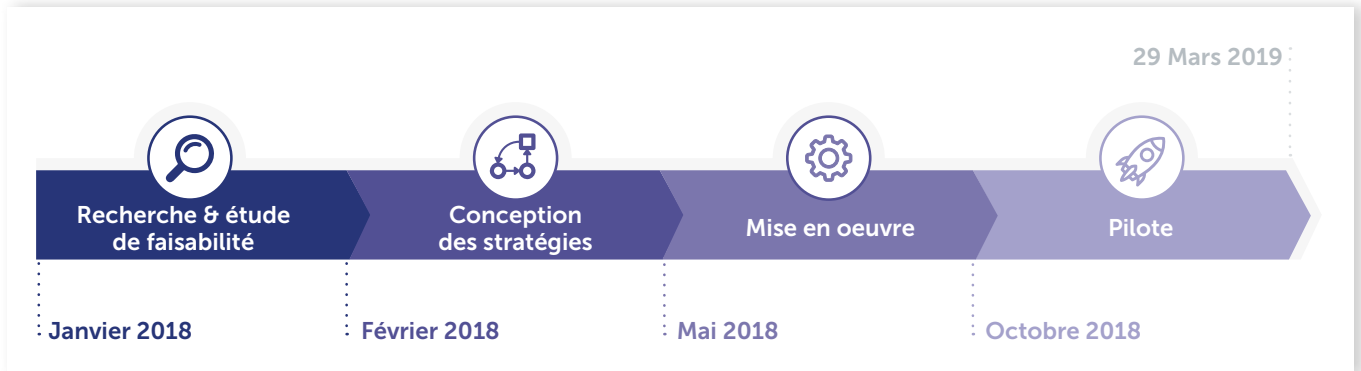 29 Mars 2019
Recherche & étude
de faisabilité
Conception
des stratégies
Mise en oeuvre
Pilote
Janvier 2018
Février 2018
Mai 2018
Octobre 2018